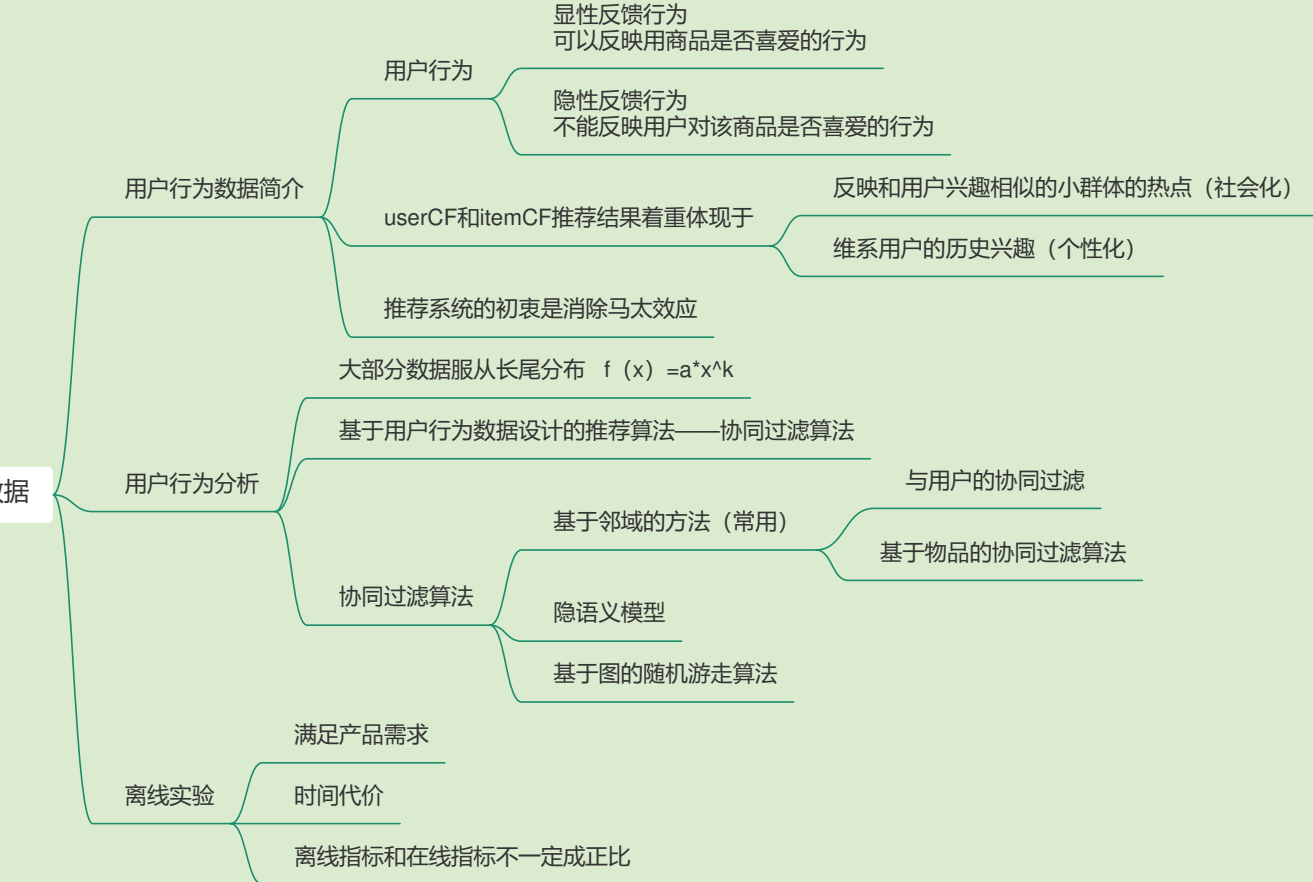 显性反馈行为
可以反映用商品是否喜爱的行为
用户行为
隐性反馈行为
不能反映用户对该商品是否喜爱的行为
用户行为数据简介
反映和用户兴趣相似的小群体的热点（社会化）
userCF和itemCF推荐结果着重体现于
维系用户的历史兴趣（个性化）
推荐系统的初衷是消除马太效应
大部分数据服从长尾分布 f（x）=a*x^k
基于用户行为数据设计的推荐算法——协同过滤算法
据
用户行为分析
与用户的协同过滤
基于邻域的方法（常用）
基于物品的协同过滤算法
协同过滤算法
隐语义模型
基于图的随机游走算法
满足产品需求
离线实验
时间代价
离线指标和在线指标不一定成正比